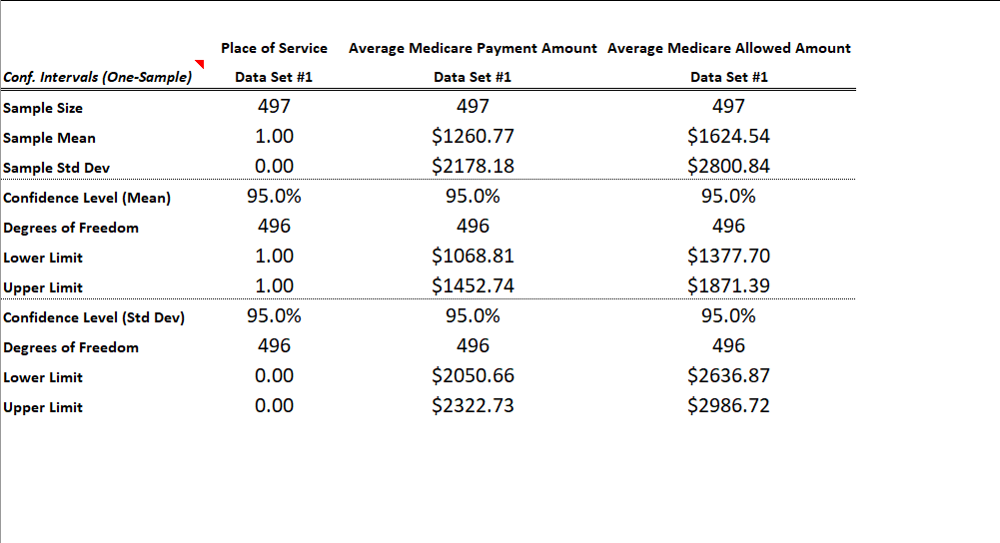 Place of Service Average Medicare Payment Amount Average Medicare Allowed Amount
Conf. Intervals (One-Sample) Data Set #1 Data Set #1 Data Set #1
Sample Size 497 497 497
Sample Mean 1.00 $1260.77 $1624.54
Sample Std Dev 0.00 $2178.18 $2800.84
Confidence Level (Mean) 95.0% 95.0% 95.0%
Degrees of Freedom 496 496 496
Lower Limit 1.00 $1068.81 $1377.70
Upper Limit 1.00 $1452.74 $1871.39
Confidence Level (Std Dev) 95.0% 95.0% 95.0%
Degrees of Freedom 496 496 496
Lower Limit 0.00 $2050.66 $2636.87
Upper Limit 0.00 $2322.73 $2986.72